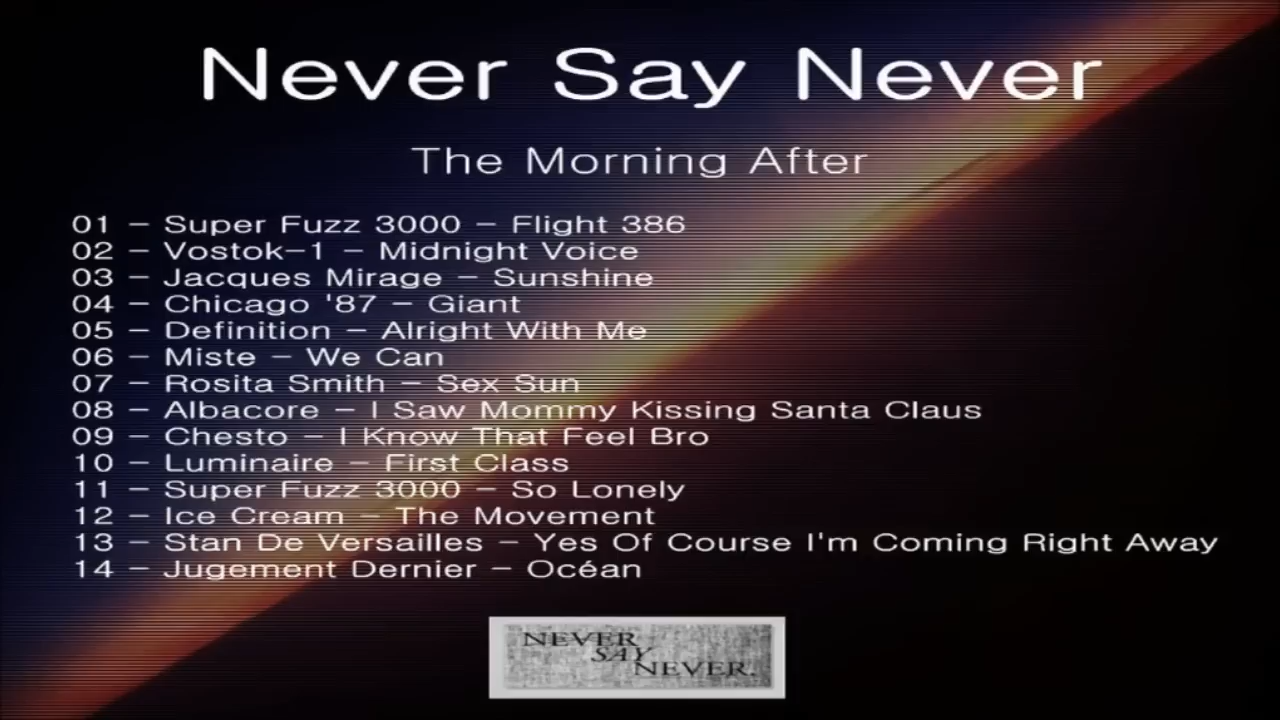 Never Say Never
The Morning After
01 – Super Fuzz 3000 – Flight 386
02 – Vostok-1 – Midnight Voice
03 – Jacques Mirage – Sunshine
04 – Chicago '87 – Giant
05 – Definition – Alright With Me
06 – Miste – We Can
07 – Rosita Smith – Sex Sun
08 – Albacore – I Saw Mommy Kissing Santa Claus
09 – Chesto – I Know That Feel Bro
10 – Luminaire – First Class
11 – Super Fuzz 3000 – So Lonely
12 – Ice Cream – The Movement
13 – Stan De Versailles – Yes Of Course I'm Coming Right Away
14 – Jugement Dernier – Océan
NEVER
SAY
NEVER.